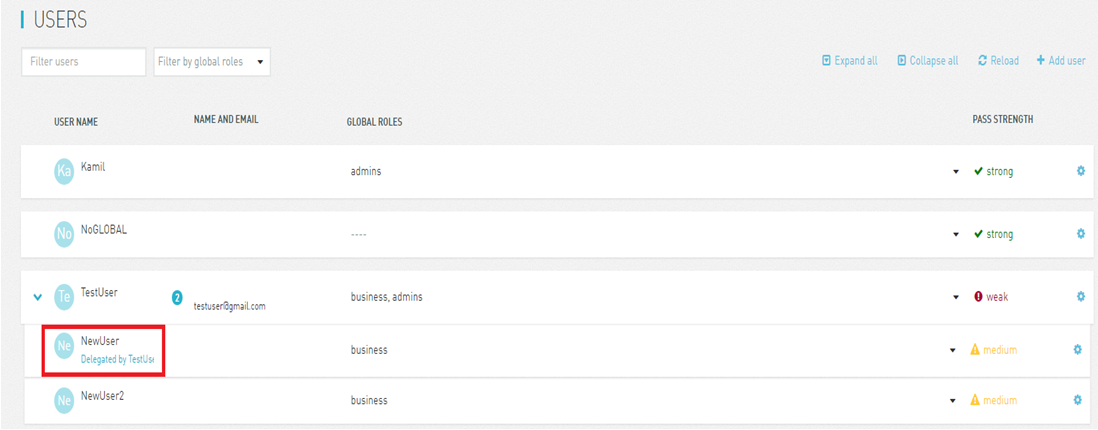 USERS
Filter users
Filter by global roles
Expand all
Collapse all
Reload
Add user
USER NAME NAME AND EMAIL GLOBAL ROLES PASS STRENGTH
Ka Kamil admins strong
No NoGLOBAL ---- strong
Te TestUser 2 testuser@gmail.com business, admins weak
Ne NewUser business medium
Delegated by TestUse
Ne NewUser2 business medium